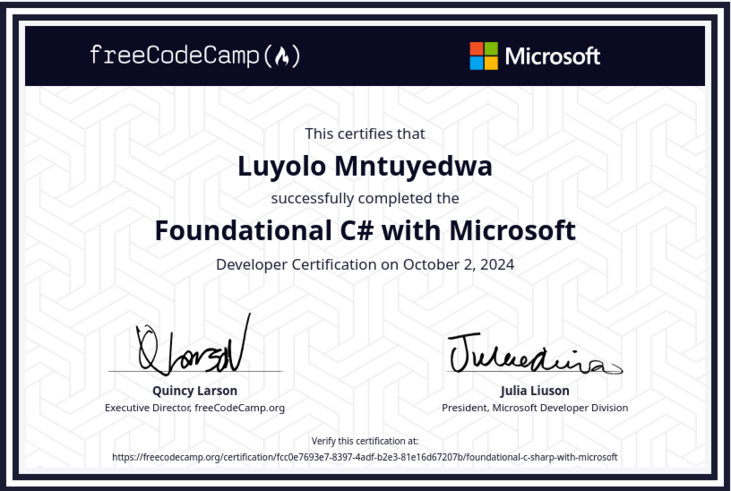 freeCodeCamp(🔥) Microsoft
This certifies that
Luyolo Mntuyedwa
successfully completed the
Foundational C# with Microsoft
Developer Certification on October 2, 2024
Quincy Larson Julia Liuson
Executive Director, freeCodeCamp.org President, Microsoft Developer Division
Verify this certification at:
https://freecodecamp.org/certification/fcc0e7693e7-8397-4adf-b2e3-81e16d67207b/foundational-c-sharp-with-microsoft